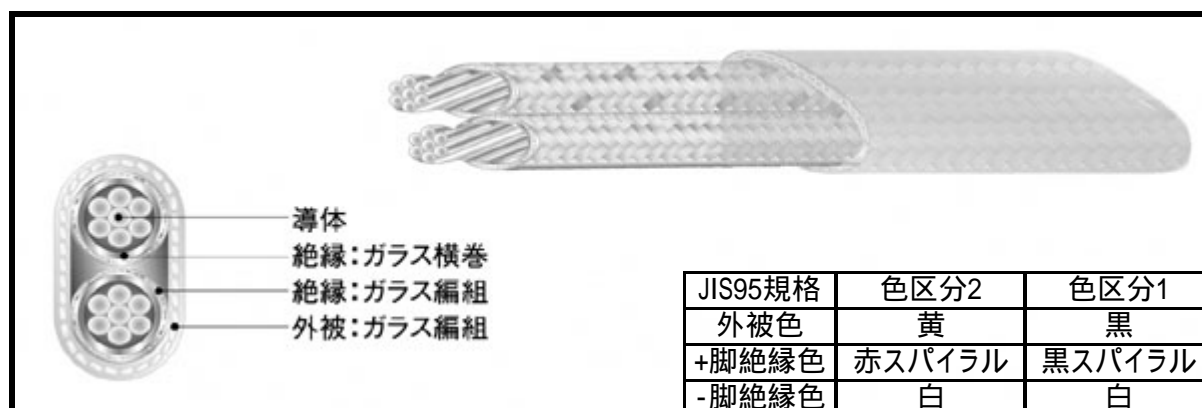 導体
絶縁：ガラス横巻
絶縁：ガラス編組
外被：ガラス編組
JIS95規格 色区分2 色区分1
外被色 黄 黒
+脚絶縁色 赤スパイラル 黒スパイラル
-脚絶縁色 白 白